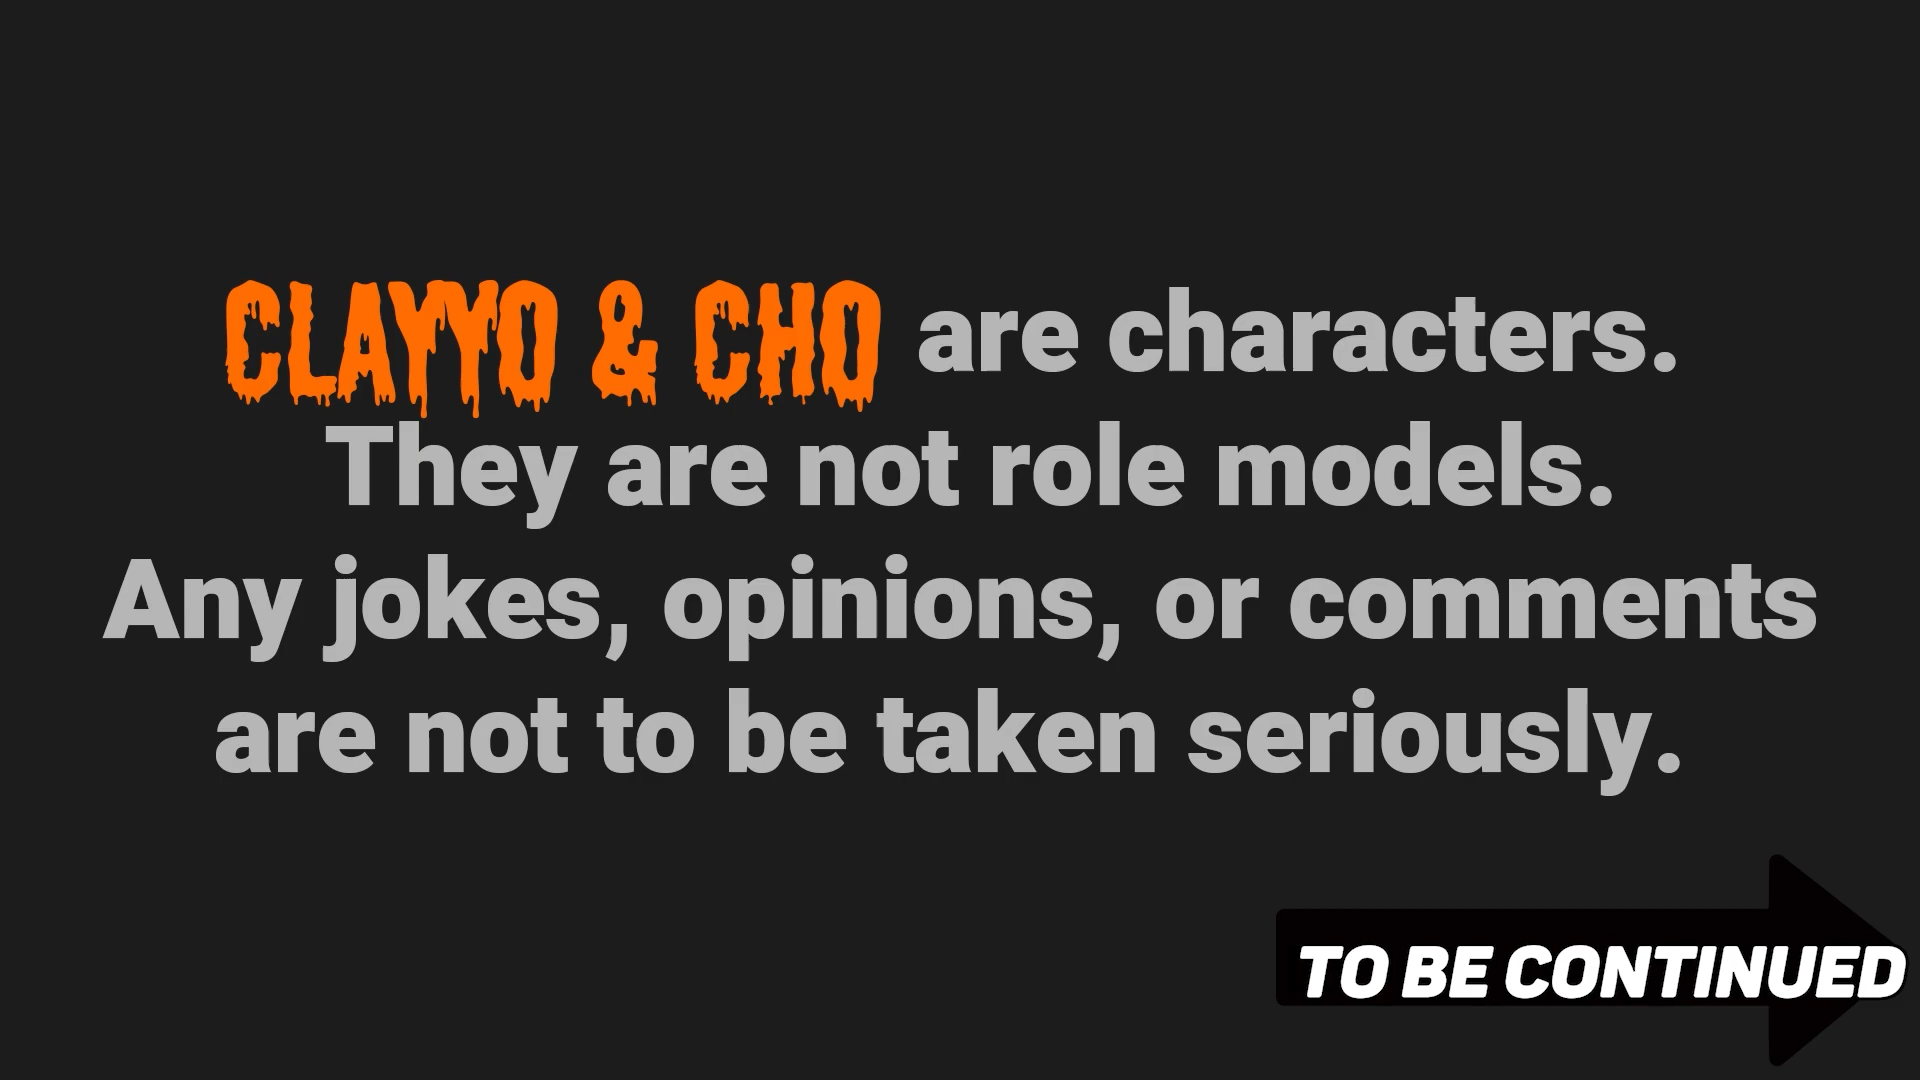 CLAYYO & CHO are characters.
They are not role models.
Any jokes, opinions, or comments
are not to be taken seriously.
TO BE CONTINUED